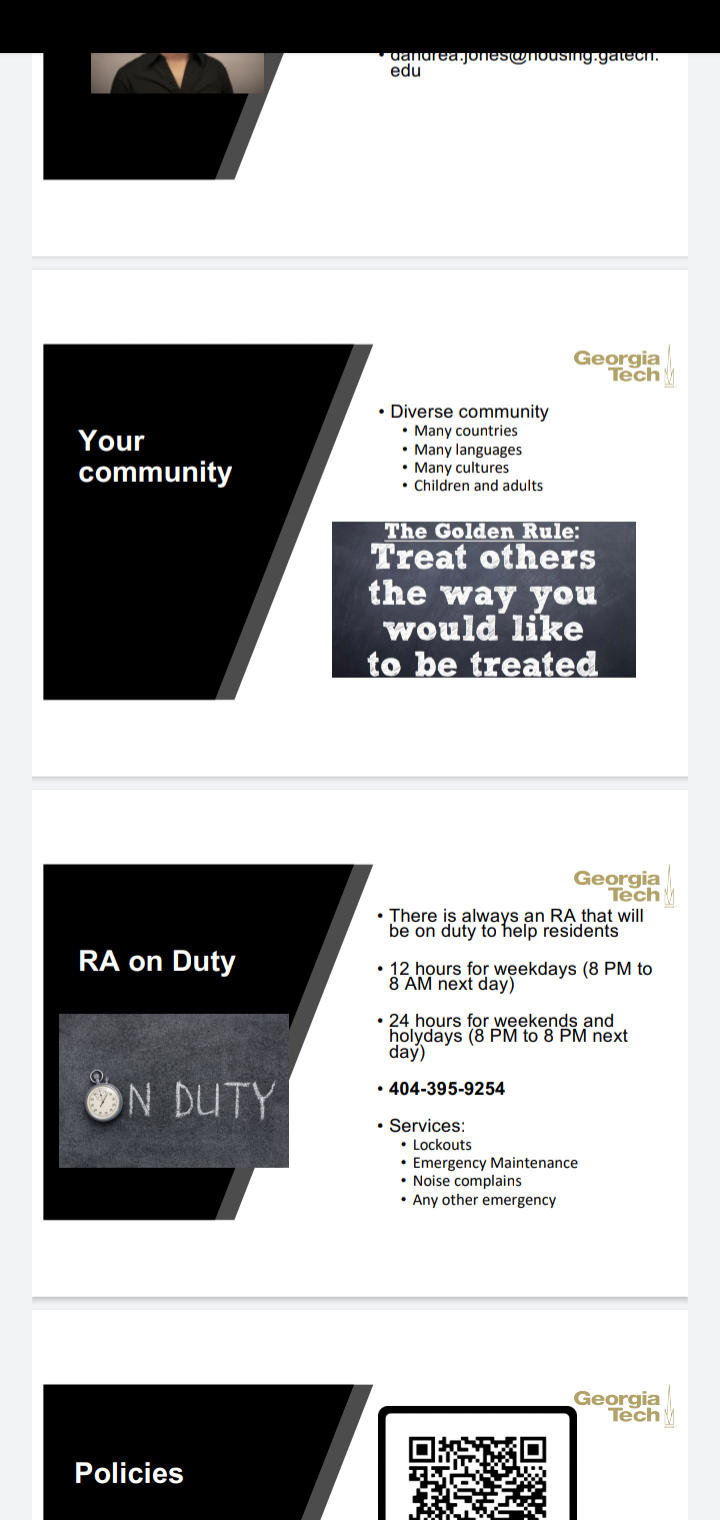 • dandrea.jones@housing.gatech.
edu
Georgia
Tech
Your
community
• Diverse community
• Many countries
• Many languages
• Many cultures
• Children and adults
The Golden Rule:
Treat others
the way you
would like
to be treated
Georgia
Tech
RA on Duty
ON DUTY
• There is always an RA that will
be on duty to help residents
• 12 hours for weekdays (8 PM to
8 AM next day)
• 24 hours for weekends and
holydays (8 PM to 8 PM next
day)
• 404-395-9254
• Services:
• Lockouts
• Emergency Maintenance
• Noise complains
• Any other emergency
Georgia
Tech
Policies